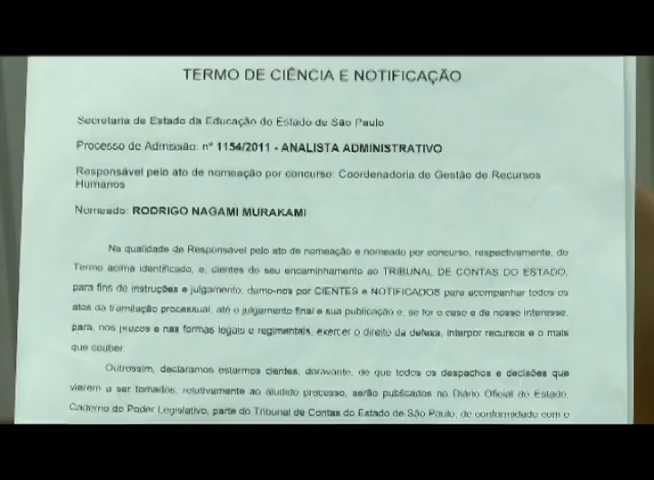 TERMO DE CIÊNCIA E NOTIFICAÇÃO
Secretaria de Estado da Educação do Estado de São Paulo
Processo de Admissão: nº 1154/2011 - ANALISTA ADMINISTRATIVO
Responsável pelo ato de nomeação por concurso: Coordenadoria de Gestão de Recursos
Humanos
Nomeado: RODRIGO NAGAMI MURAKAMI
Na qualidade de Responsável pelo ato de nomeação e nomeado por concurso, respectivamente, do
Termo acima identificado, e, cientes do seu encaminhamento ao TRIBUNAL DE CONTAS DO ESTADO,
para fins de instruções e julgamento, damo-nos por CIENTES e NOTIFICADOS para acompanhar todos os
atos da tramitação processual, até o julgamento final e sua publicação e, se for o caso e de nosso interesse,
para, nos prazos e nas formas legais e regimentais, exercer o direito da defesa, interpor recursos e o mais
que couber.
Outrossim, declaramos estarmos cientes, doravante, de que todos os despachos e decisões que
vierem a ser tomados, relativamente ao aludido processo, serão publicados no Diário Oficial do Estado,
Caderno do Poder Legislativo, parte do Tribunal de Contas do Estado de São Paulo, de conformidade com o